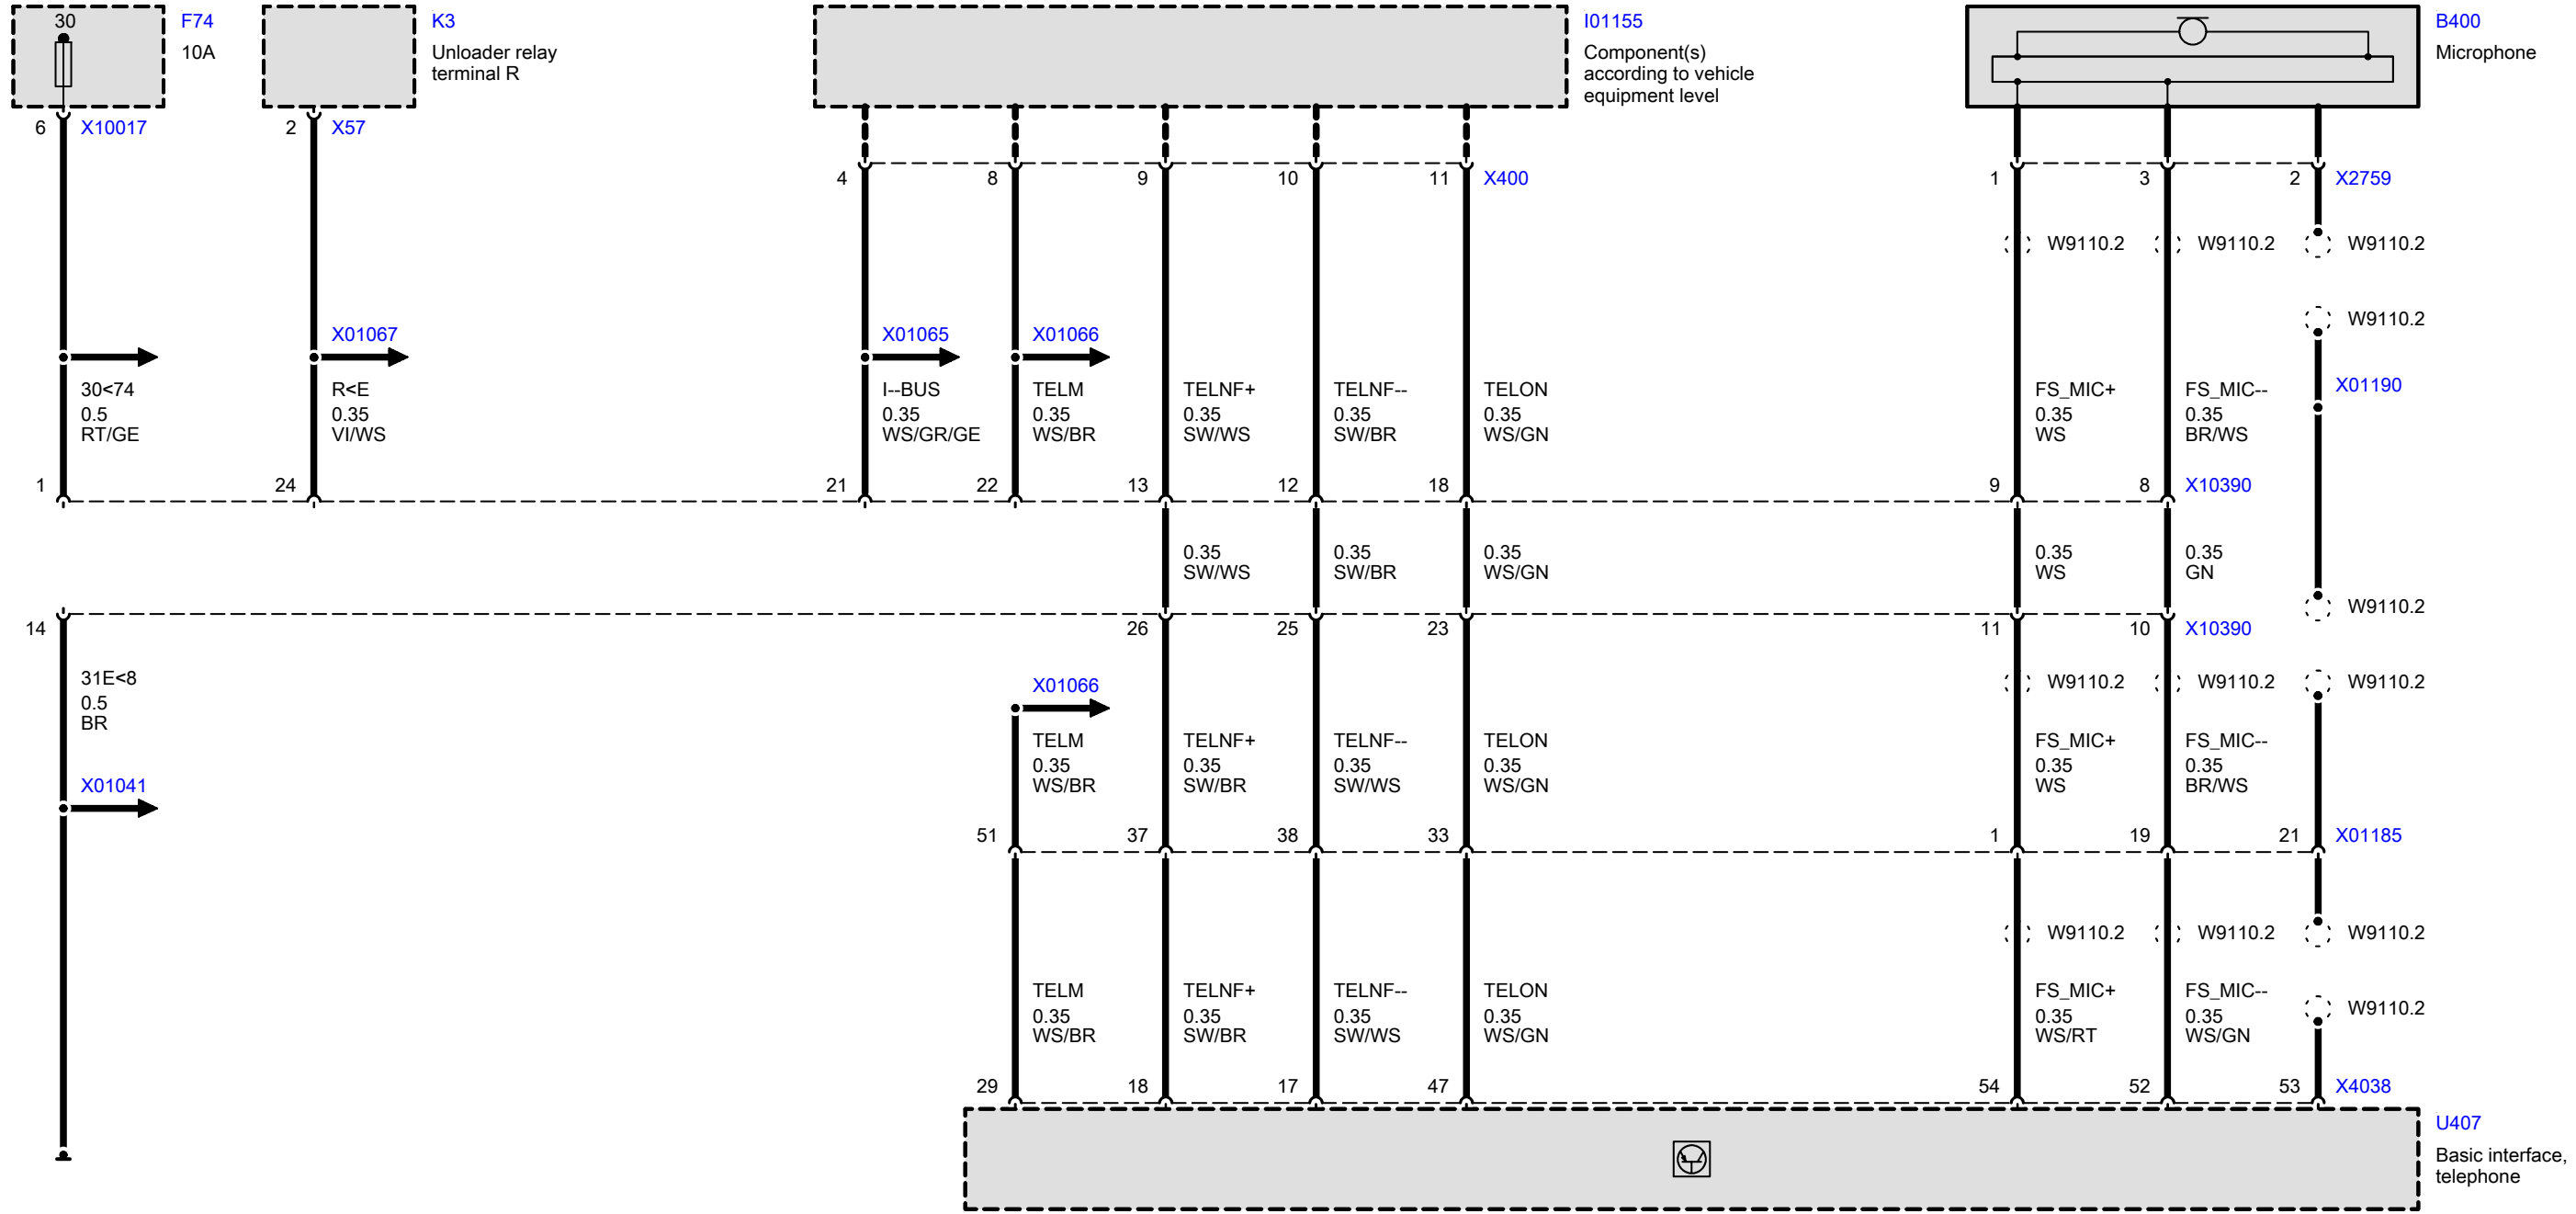 30 F74 K3 I01155 B400
10A Unloader relay Component(s) Microphone
terminal R according to vehicle
equipment level
6 X10017 2 X57
4 8 9 10 11 X400 1 3 2 X2759
W9110.2 W9110.2 W9110.2
W9110.2
X01067 X01065 X01066
30<74 R<E I--BUS TELM TELNF+ TELNF-- TELON FS_MIC+ FS_MIC-- X01190
0.5 0.35 0.35 0.35 0.35 0.35 0.35 0.35 0.35
RT/GE VI/WS WS/GR/GE WS/BR SW/WS SW/BR WS/GN WS BR/WS
1 24 21 22 13 12 18 9 8 X10390
0.35 0.35 0.35 0.35 0.35
SW/WS SW/BR WS/GN WS GN
W9110.2
14 26 25 23 11 10 X10390
31E<8 X01066 W9110.2 W9110.2 W9110.2
0.5
BR
TELM TELNF+ TELNF-- TELON FS_MIC+ FS_MIC--
0.35 0.35 0.35 0.35 0.35 0.35
X01041 WS/BR SW/BR SW/WS WS/GN WS BR/WS
51 37 38 33 1 19 21 X01185
W9110.2 W9110.2 W9110.2
TELM TELNF+ TELNF-- TELON FS_MIC+ FS_MIC-- W9110.2
0.35 0.35 0.35 0.35 0.35 0.35
WS/BR SW/BR SW/WS WS/GN WS/RT WS/GN
29 18 17 47 54 52 53 X4038
U407
Basic interface,
telephone